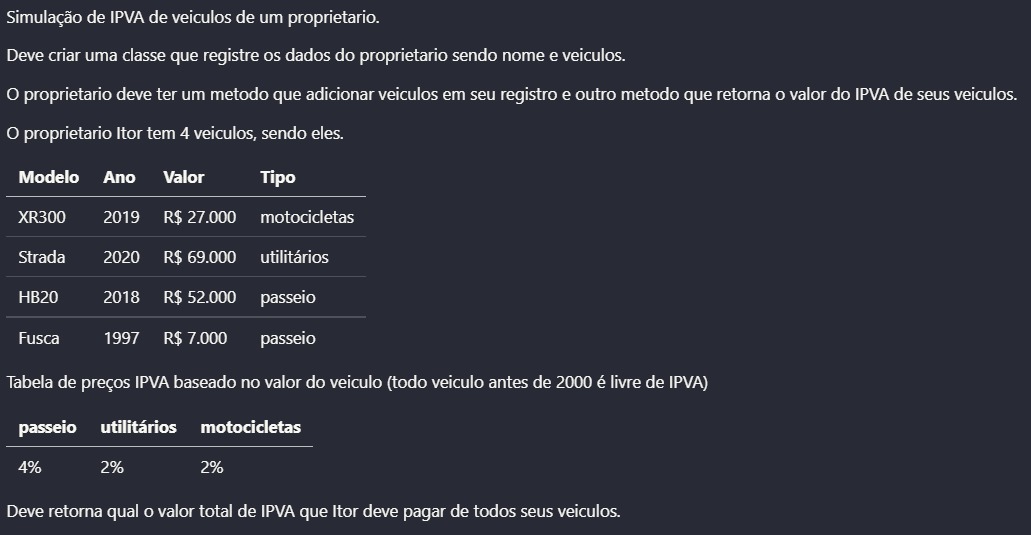 Simulação de IPVA de veiculos de um proprietario.
Deve criar uma classe que registre os dados do proprietario sendo nome e veiculos.
O proprietario deve ter um metodo que adicionar veiculos em seu registro e outro metodo que retorna o valor do IPVA de seus veiculos.
O proprietario Itor tem 4 veiculos, sendo eles.
Modelo Ano Valor Tipo
XR300 2019 R$ 27.000 motocicletas
Strada 2020 R$ 69.000 utilitários
HB20 2018 R$ 52.000 passeio
Fusca 1997 R$ 7.000 passeio
Tabela de preços IPVA baseado no valor do veiculo (todo veiculo antes de 2000 é livre de IPVA)
passeio utilitários motocicletas
4% 2% 2%
Deve retorna qual o valor total de IPVA que Itor deve pagar de todos seus veiculos.